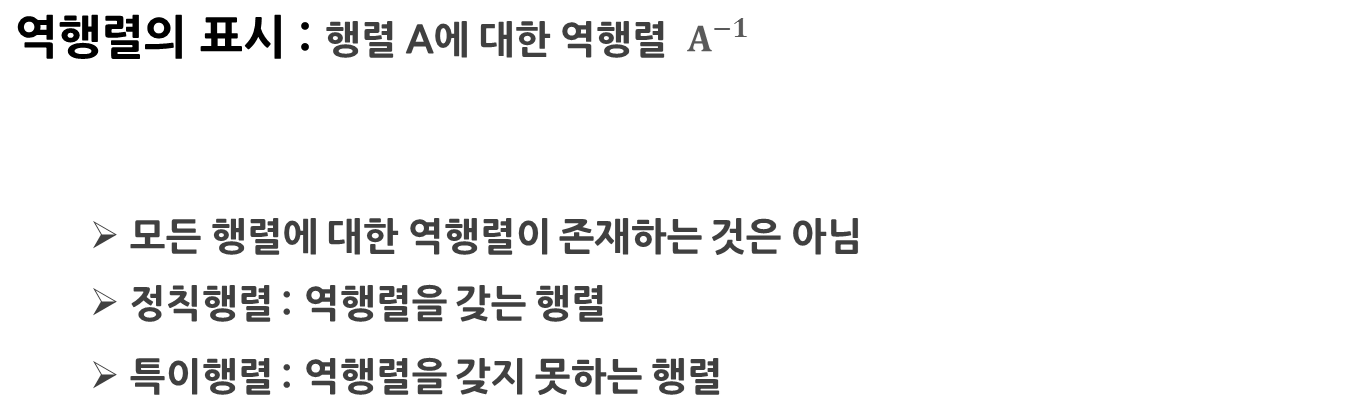 역행렬의 표시 : 행렬 A에 대한 역행렬 A⁻¹
➢ 모든 행렬에 대한 역행렬이 존재하는 것은 아님
➢ 정칙행렬 : 역행렬을 갖는 행렬
➢ 특이행렬 : 역행렬을 갖지 못하는 행렬